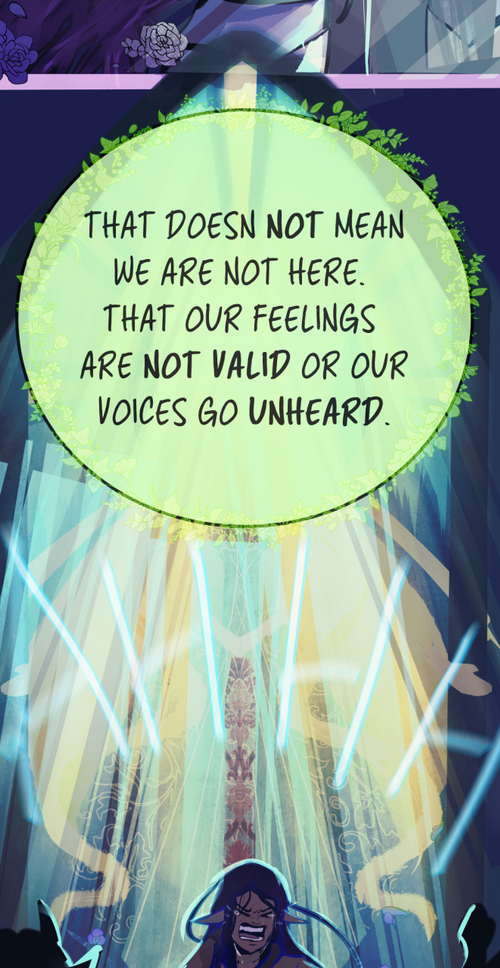 THAT DOESN NOT MEAN
WE ARE NOT HERE.
THAT OUR FEELINGS
ARE NOT VALID OR OUR
VOICES GO UNHEARD.